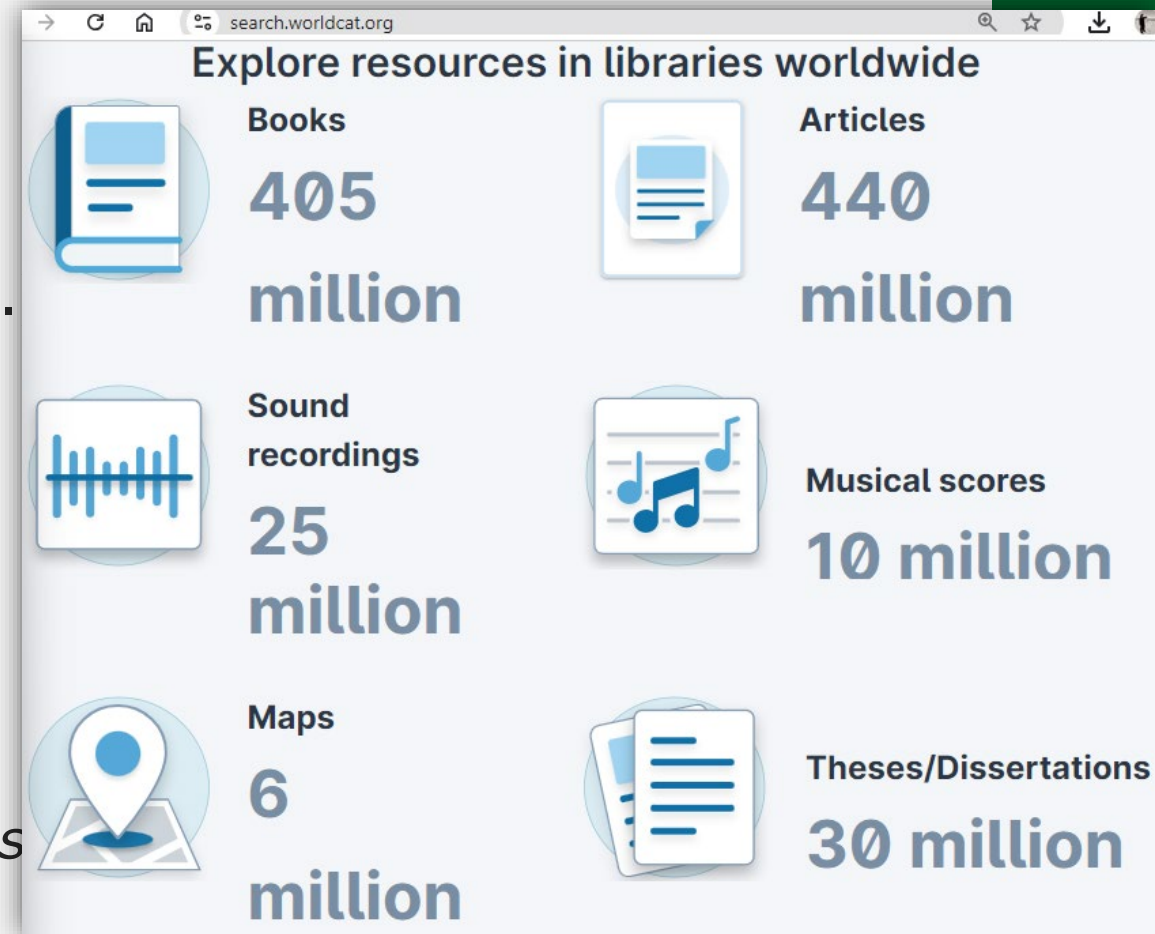 search.worldcat.org
Explore resources in libraries worldwide
Books
405
million
Articles
440
million
.
Sound
recordings
25
million
Musical scores
10 million
Maps
6
million
Theses/Dissertations
30 million
s